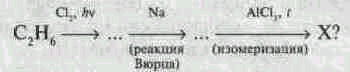 Cl₂, hν Na AlCl₃, t
C₂H₆ ⟶ ... ⟶ ... ⟶ X?
(реакция (изомеризация)
Вюрца)